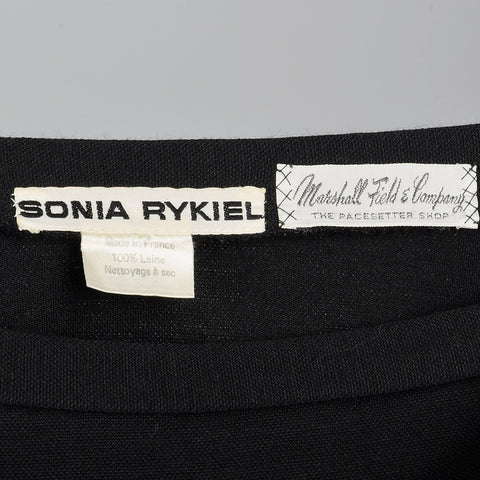 SONIA RYKIEL
Made in France
100% Laine
Nettoyage à sec
Marshall Field & Company
THE PACESETTER SHOP